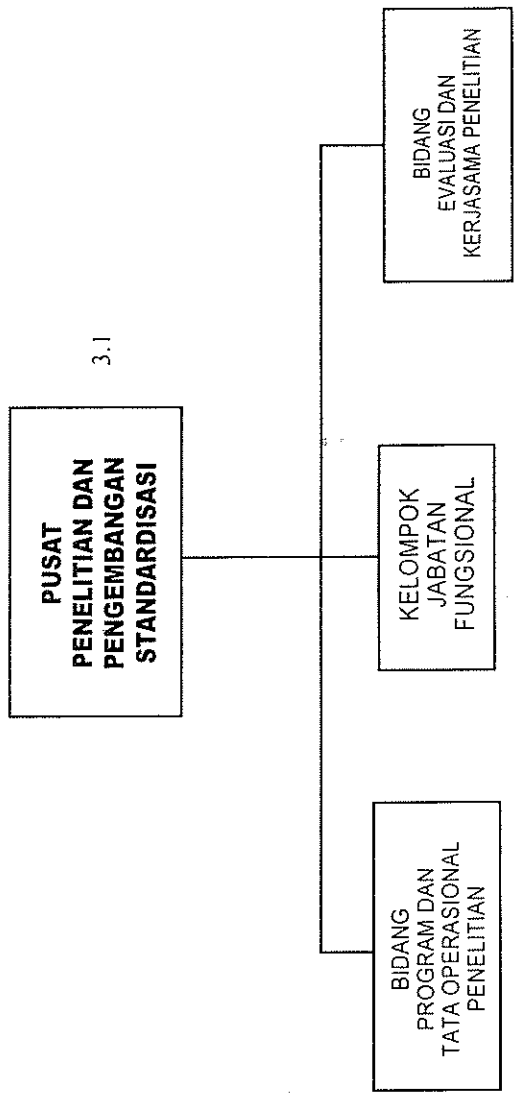 3.1
PUSAT
PENELITIAN DAN
PENGEMBANGAN
STANDARDISASI
BIDANG
PROGRAM DAN
TATA OPERASIONAL
PENELITIAN
KELOMPOK
JABATAN
FUNGSIONAL
BIDANG
EVALUASI DAN
KERJASAMA PENELITIAN